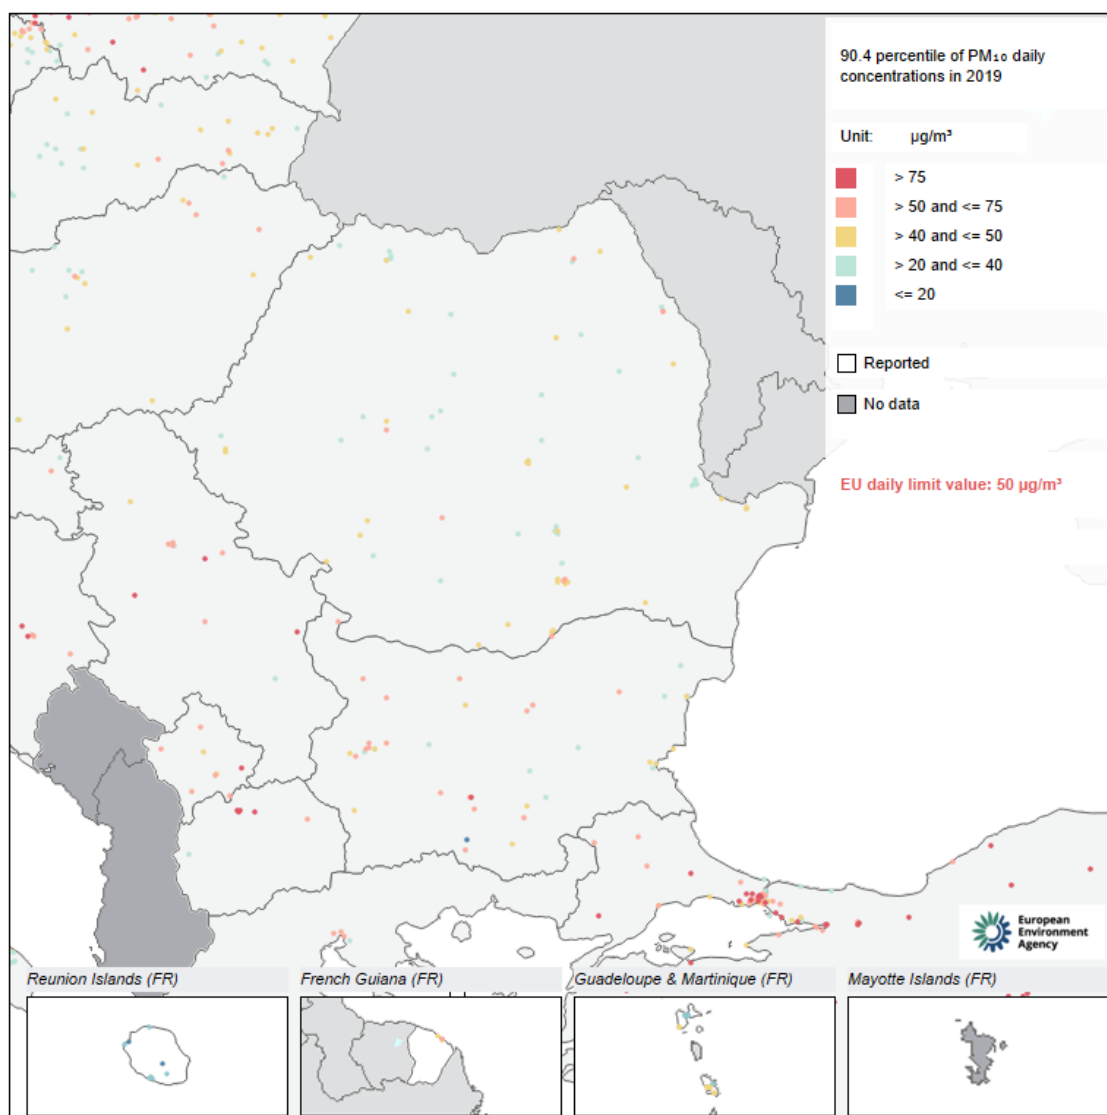 90.4 percentile of PM₁₀ daily
concentrations in 2019
Unit: µg/m³
> 75
> 50 and <= 75
> 40 and <= 50
> 20 and <= 40
<= 20
Reported
No data
EU daily limit value: 50 µg/m³
European
Environment
Agency
Reunion Islands (FR)
French Guiana (FR)
Guadeloupe & Martinique (FR)
Mayotte Islands (FR)